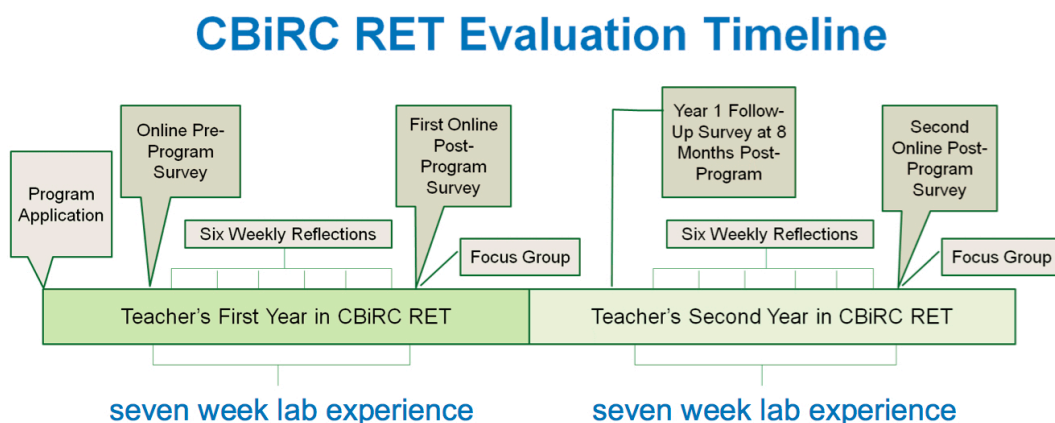 CBiRC RET Evaluation Timeline
Program
Application
Online Pre-
Program
Survey
Six Weekly Reflections
First Online
Post-
Program
Survey
Focus Group
Year 1 Follow-
Up Survey at 8
Months Post-
Program
Six Weekly Reflections
Second
Online Post-
Program
Survey
Focus Group
Teacher's First Year in CBiRC RET
Teacher's Second Year in CBiRC RET
seven week lab experience
seven week lab experience